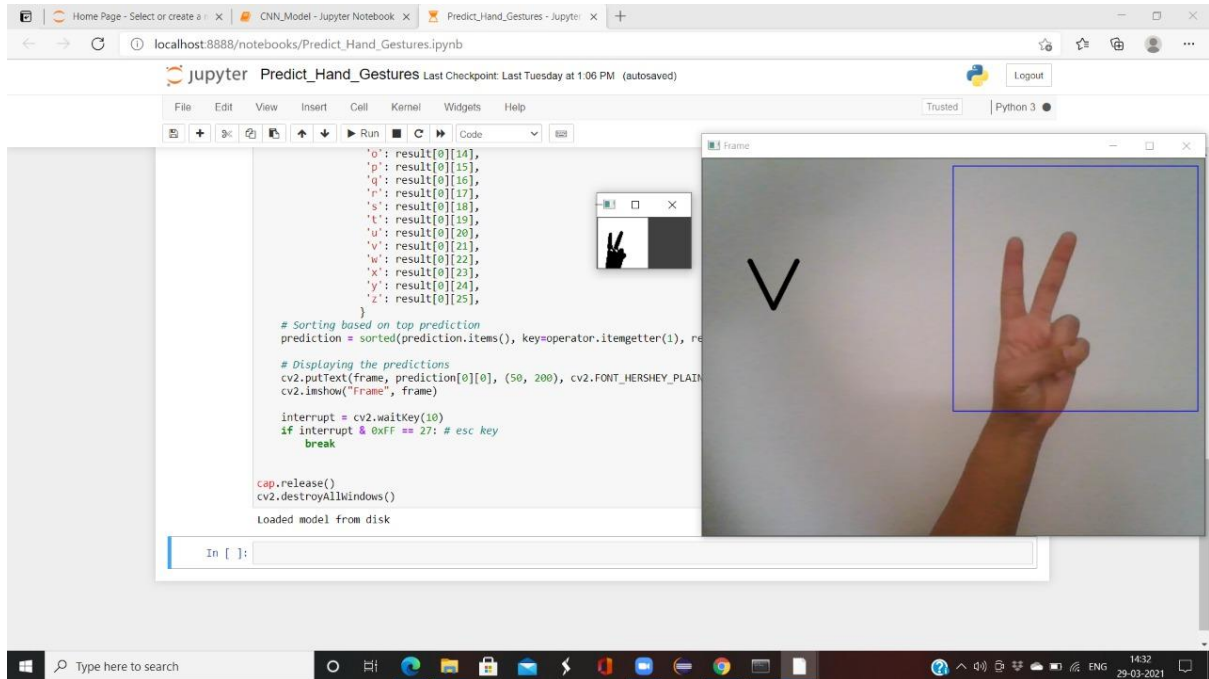 Home Page - Select or create a n
CNN_Model - Jupyter Notebook
Predict_Hand_Gestures - Jupyter
localhost:8888/notebooks/Predict_Hand_Gestures.ipynb
jupyter Predict_Hand_Gestures Last Checkpoint: Last Tuesday at 1:06 PM (autosaved)
Logout
File Edit View Insert Cell Kernel Widgets Help
Trusted Python 3
Run Code
'o': result[0][14],
'p': result[0][15],
'q': result[0][16],
'r': result[0][17],
's': result[0][18],
't': result[0][19],
'u': result[0][20],
'v': result[0][21],
'w': result[0][22],
'x': result[0][23],
'y': result[0][24],
'z': result[0][25],
}
# Sorting based on top prediction
prediction = sorted(prediction.items(), key=operator.itemgetter(1), re
# Displaying the predictions
cv2.putText(frame, prediction[0][0], (50, 200), cv2.FONT_HERSHEY_PLAIN
cv2.imshow("Frame", frame)
interrupt = cv2.waitKey(10)
if interrupt & 0xFF == 27: # esc key
break
cap.release()
cv2.destroyAllWindows()
Loaded model from disk
In [ ]:
Frame
V
Type here to search
ENG
14:32
29-03-2021